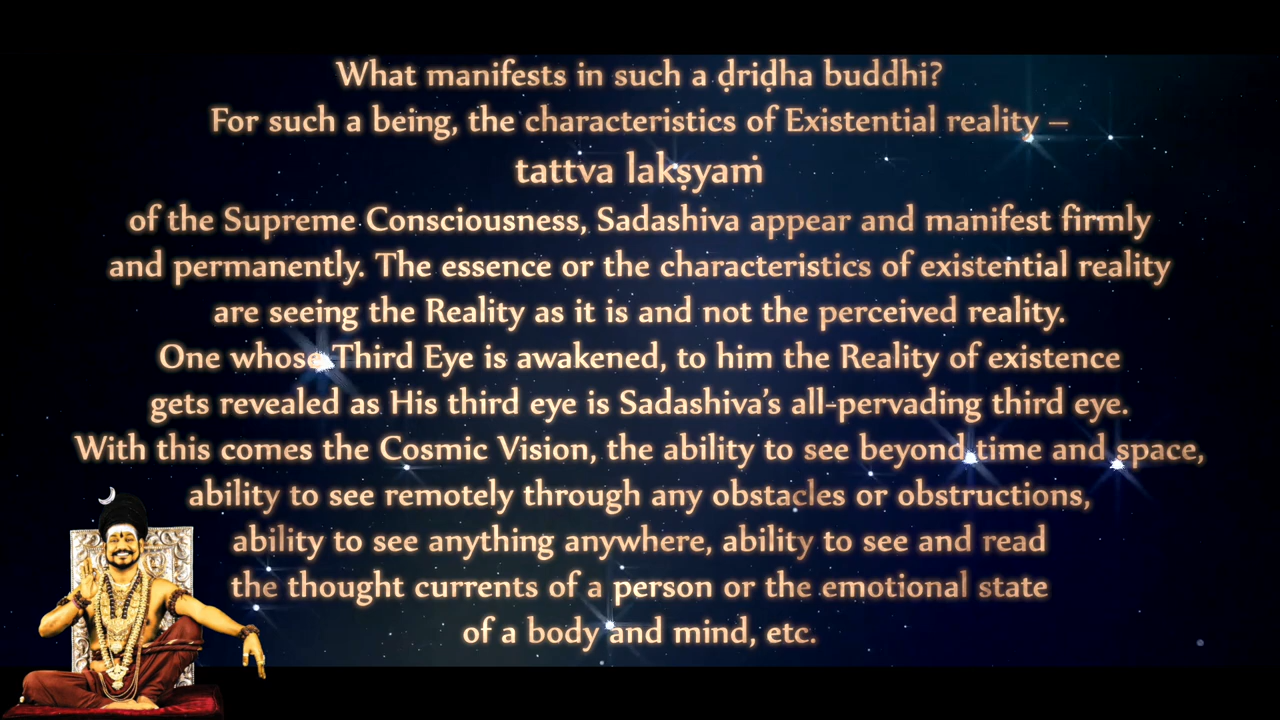 What manifests in such a ḍriḍha buddhi?
For such a being, the characteristics of Existential reality –
tattva lakṣyaṁ
of the Supreme Consciousness, Sadashiva appear and manifest firmly
and permanently. The essence or the characteristics of existential reality
are seeing the Reality as it is and not the perceived reality.
One whose Third Eye is awakened, to him the Reality of existence
gets revealed as His third eye is Sadashiva’s all-pervading third eye.
With this comes the Cosmic Vision, the ability to see beyond time and space,
ability to see remotely through any obstacles or obstructions,
ability to see anything anywhere, ability to see and read
the thought currents of a person or the emotional state
of a body and mind, etc.